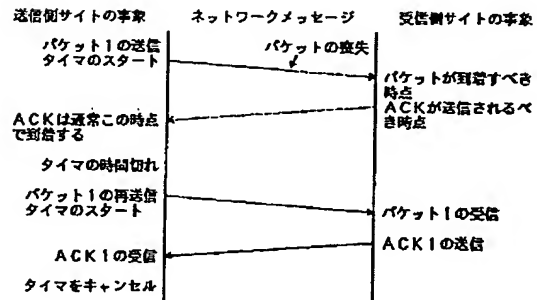 送信側サイトの事象
ネットワークメッセージ
受信側サイトの事象
パケット1の送信
タイマのスタート
パケットの喪失
パケットが到着すべき
時点
ACKが送信されるべ
き時点
ACKは通常この時点
で到着する
タイマの時間切れ
パケット1の再送信
タイマのスタート
パケット1の受信
ACK1の送信
ACK1の受信
タイマをキャンセル